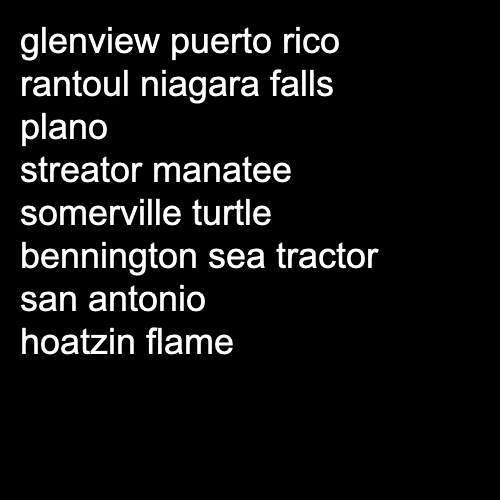 glenview puerto rico
rantoul niagara falls
plano
streator manatee
somerville turtle
bennington sea tractor
san antonio
hoatzin flame